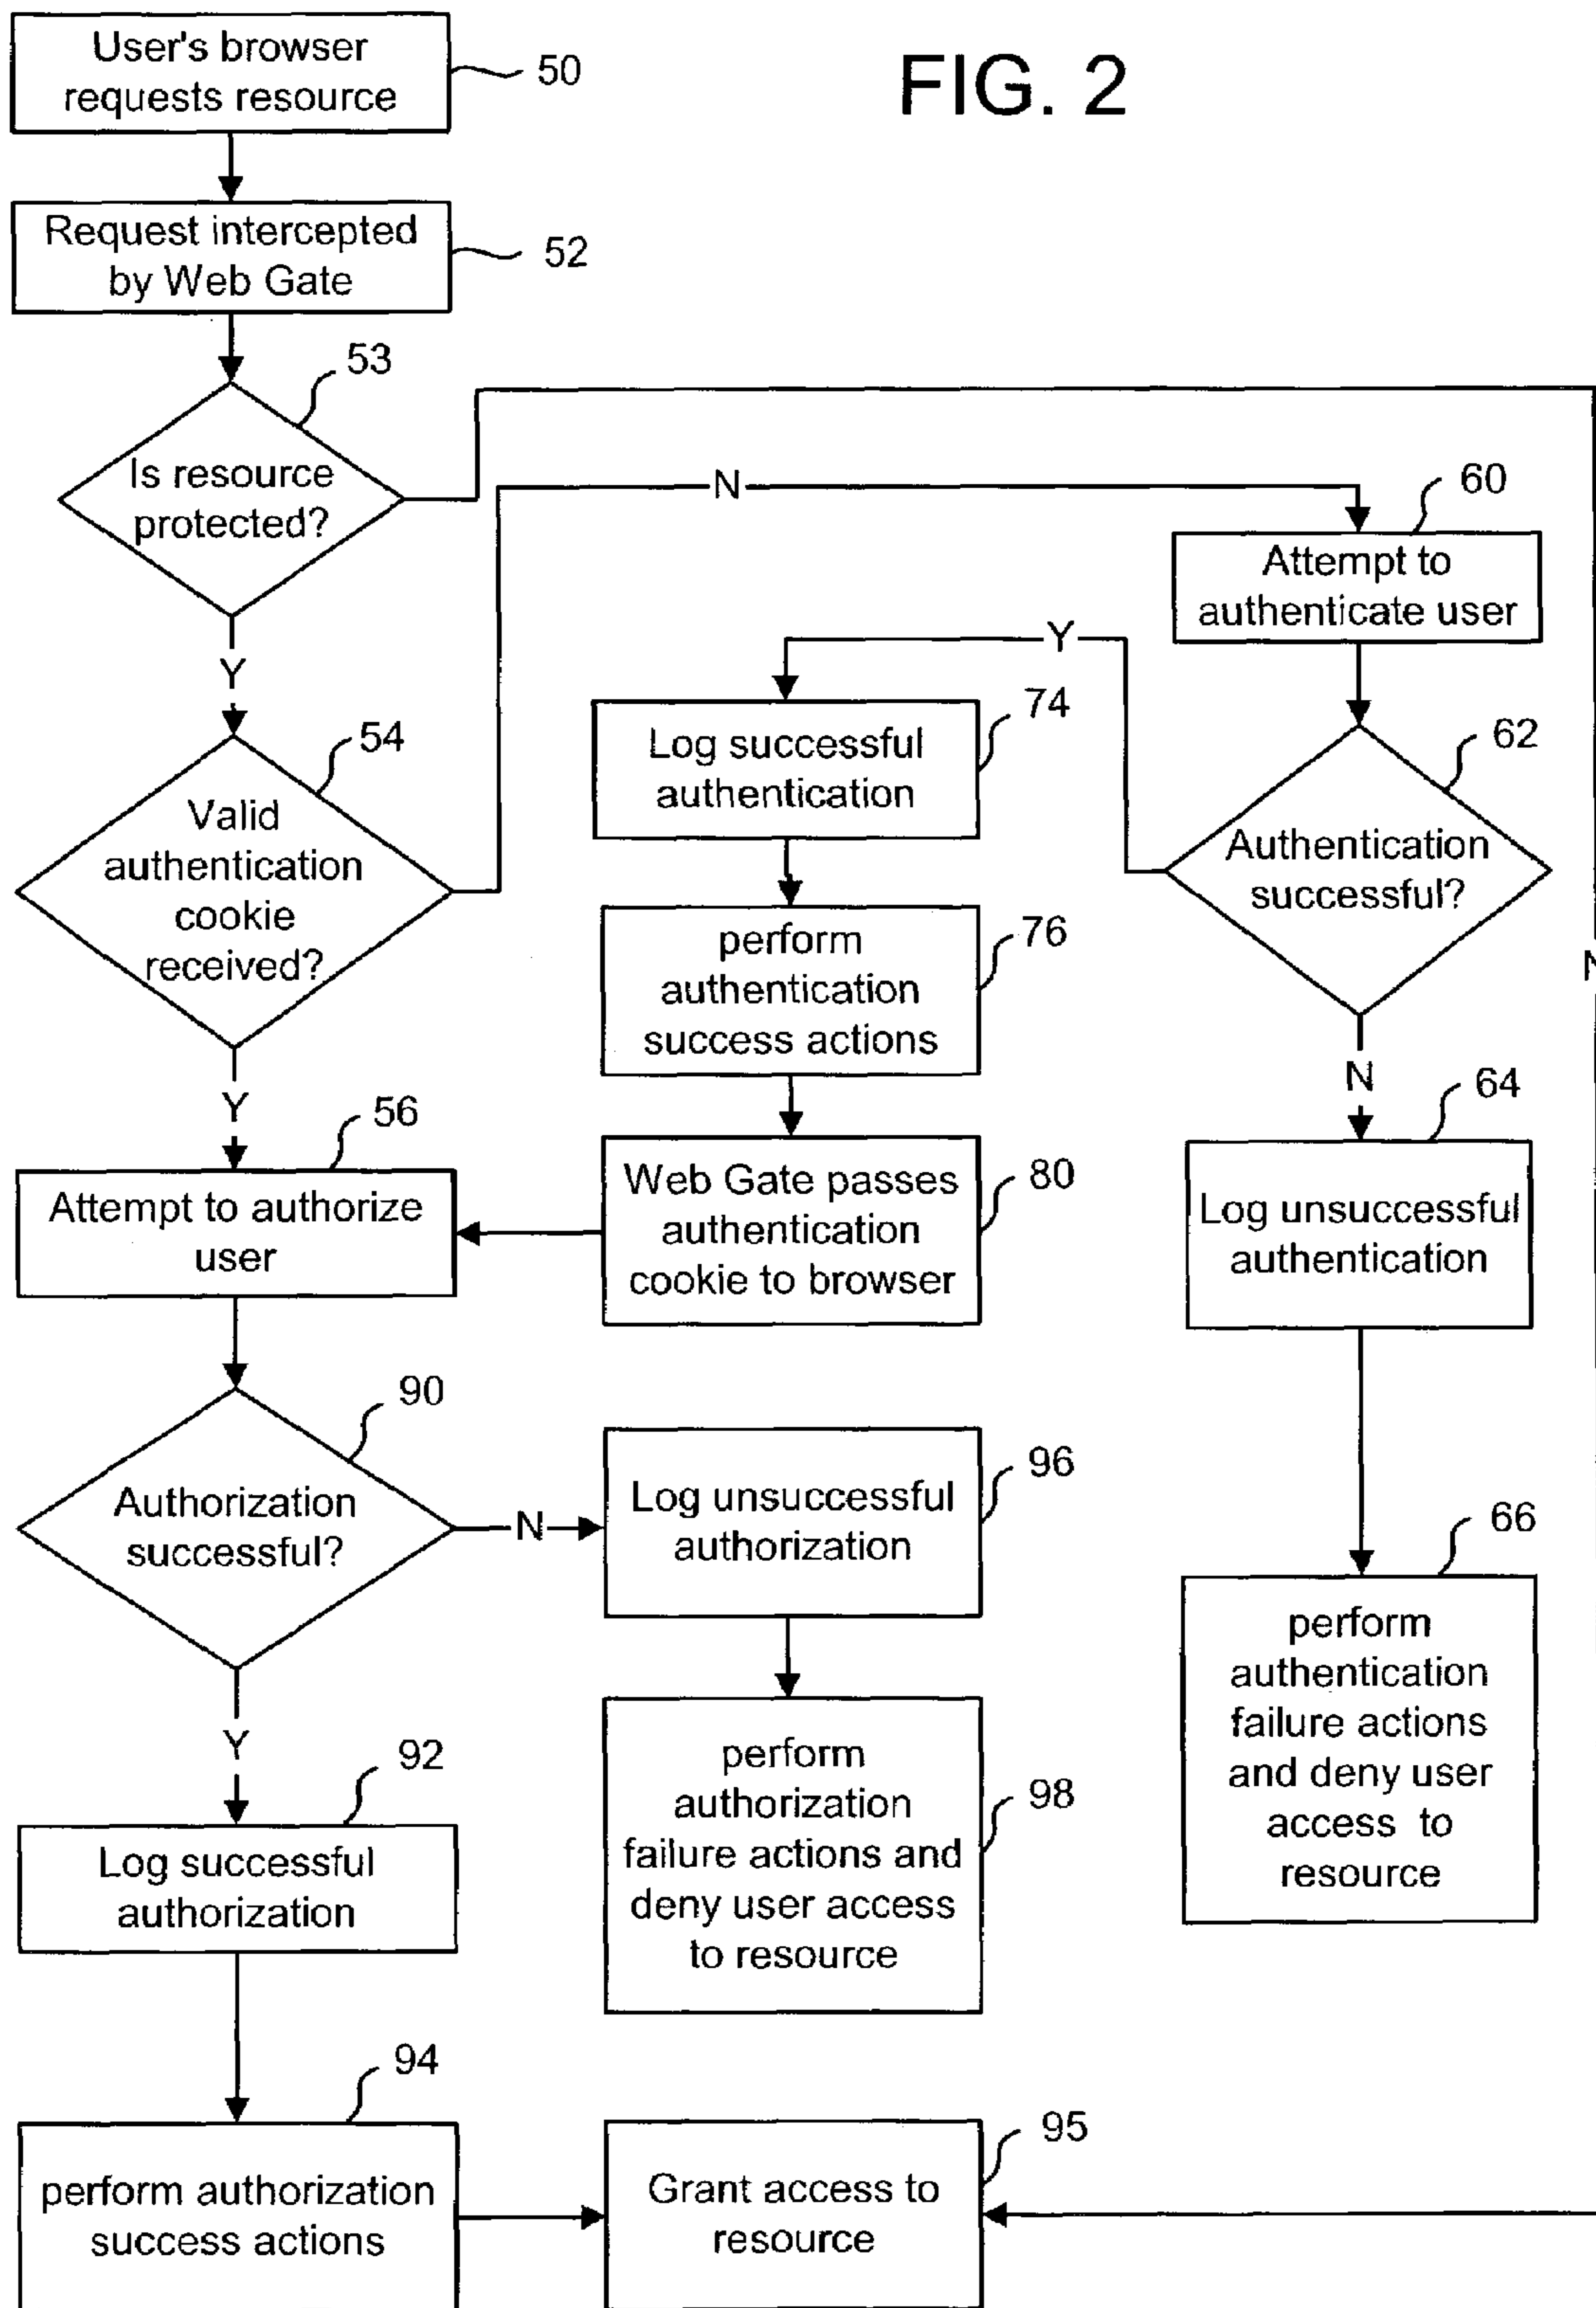 FIG. 2
User's browser
requests resource
50
Request intercepted
by Web Gate
52
53
Is resource
protected?
N
Y
60
Attempt to
authenticate user
54
Valid
authentication
cookie
received?
Y
74
Log successful
authentication
62
Authentication
successful?
76
perform
authentication
success actions
N
Y
N
56
Attempt to authorize
user
80
Web Gate passes
authentication
cookie to browser
64
Log unsuccessful
authentication
90
Authorization
successful?
N
96
Log unsuccessful
authorization
66
perform
authentication
failure actions
and deny user
access to
resource
Y
92
Log successful
authorization
98
perform
authorization
failure actions and
deny user access
to resource
94
perform authorization
success actions
95
Grant access to
resource